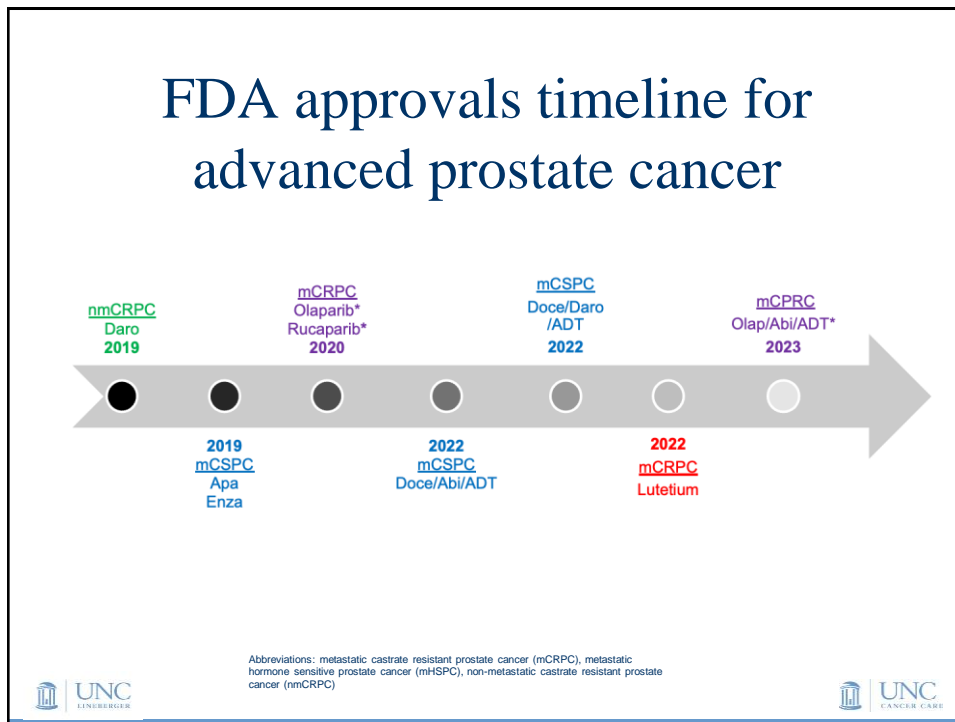 FDA approvals timeline for
advanced prostate cancer
nmCRPC
Daro
2019
mCRPC
Olaparib*
Rucaparib*
2020
mCSPC
Doce/Daro
/ADT
2022
mCPRC
Olap/Abi/ADT*
2023
2019
mCSPC
Apa
Enza
2022
mCSPC
Doce/Abi/ADT
2022
mCRPC
Lutetium
Abbreviations: metastatic castrate resistant prostate cancer (mCRPC), metastatic
hormone sensitive prostate cancer (mHSPC), non-metastatic castrate resistant prostate
cancer (nmCRPC)
UNC
LINEBERGER
UNC
CANCER CARE